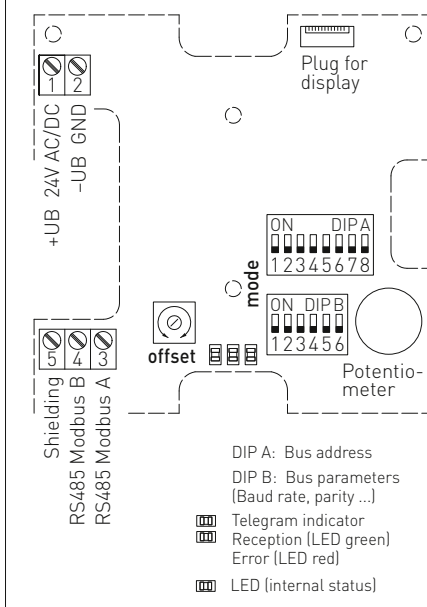 Plug for
display
1 2
+UB 24V AC/DC
–UB GND
ON DIP A
12345678
mode
ON DIP B
123456
offset
Potentio-
meter
5 4 3
Shielding
RS485 Modbus B
RS485 Modbus A
DIP A: Bus address
DIP B: Bus parameters
(Baud rate, parity ...)
Telegram indicator
Reception (LED green)
Error (LED red)
LED (internal status)